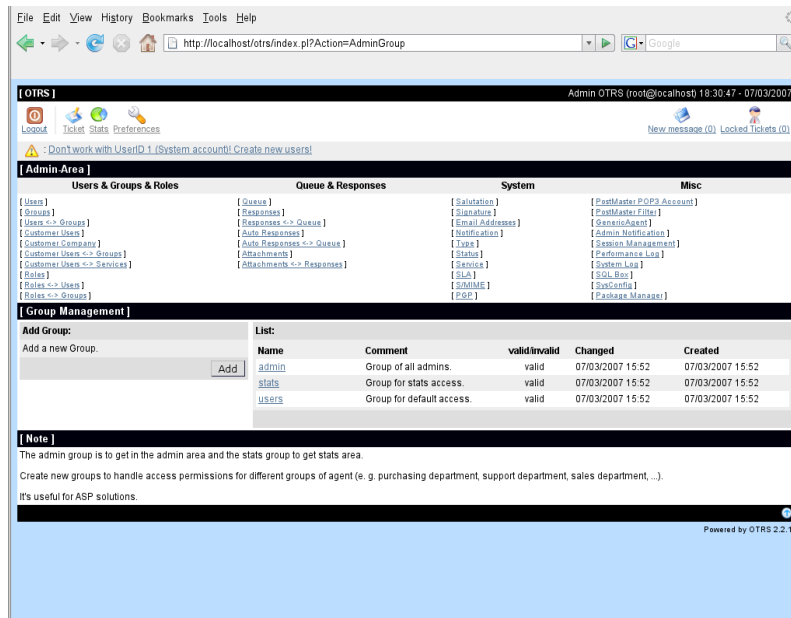 File Edit View History Bookmarks Tools Help
http://localhost/otrs/index.pl?Action=AdminGroup
G Google
[ OTRS ] Admin OTRS (root@localhost) 18:30:47 - 07/03/2007
Logout Ticket Stats Preferences New message (0) Locked Tickets (0)
: Don't work with UserID 1 (System account)! Create new users!
[ Admin-Area ]
Users & Groups & Roles Queue & Responses System Misc
[ Users ] [ Queue ] [ Salutation ] [ PostMaster POP3 Account ]
[ Groups ] [ Responses ] [ Signature ] [ PostMaster Filter ]
[ Users <-> Groups ] [ Responses <-> Queue ] [ Email Addresses ] [ GenericAgent ]
[ Customer Users ] [ Auto Responses ] [ Notification ] [ Admin Notification ]
[ Customer Company ] [ Auto Responses <-> Queue ] [ Type ] [ Session Management ]
[ Customer Users <-> Groups ] [ Attachments ] [ Status ] [ Performance Log ]
[ Customer Users <-> Services ] [ Attachments <-> Responses ] [ Service ] [ System Log ]
[ Roles ] [ SLA ] [ SQL Box ]
[ Roles <-> Users ] [ S/MIME ] [ SysConfig ]
[ Roles <-> Groups ] [ PGP ] [ Package Manager ]
[ Group Management ]
Add Group: List:
Add a new Group. Name Comment valid/invalid Changed Created
Add admin Group of all admins. valid 07/03/2007 15:52 07/03/2007 15:52
stats Group for stats access. valid 07/03/2007 15:52 07/03/2007 15:52
users Group for default access. valid 07/03/2007 15:52 07/03/2007 15:52
[ Note ]
The admin group is to get in the admin area and the stats group to get stats area.
Create new groups to handle access permissions for different groups of agent (e. g. purchasing department, support department, sales department, ...).
It's useful for ASP solutions.
Powered by OTRS 2.2.1